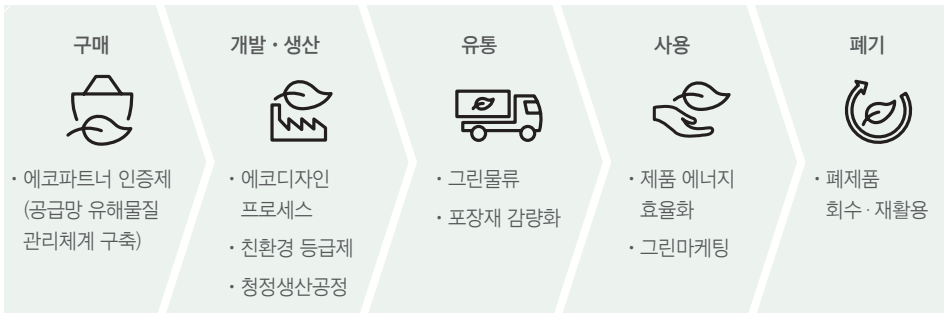 구매
· 에코파트너 인증제
(공급망 유해물질
관리체계 구축)
개발 · 생산
· 에코디자인
프로세스
· 친환경 등급제
· 청정생산공정
유통
· 그린물류
· 포장재 감량화
사용
· 제품 에너지
효율화
· 그린마케팅
폐기
· 폐제품
회수 · 재활용